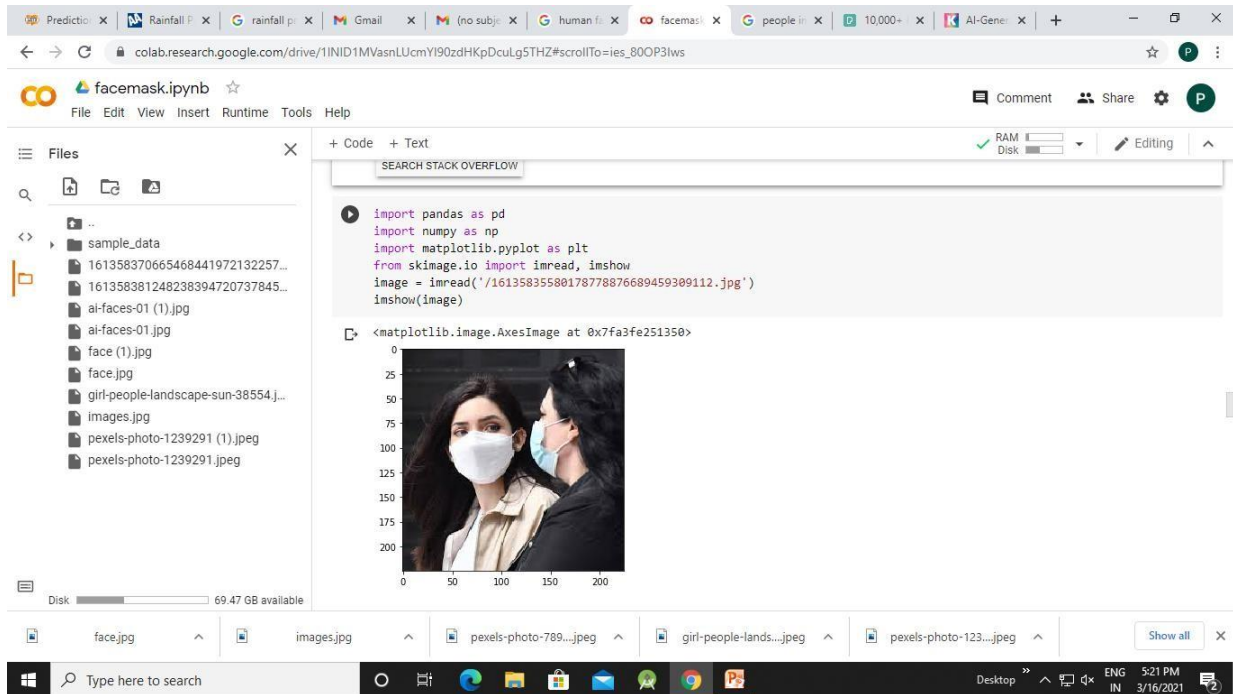 Predictio
Rainfall P
rainfall p
Gmail
(no subje
human fa
facemask
people in
10,000+
AI-Gener
colab.research.google.com/drive/1INID1MVasnLUcmYI90zdHKpDcuLg5THZ#scrollTo=ies_80OP3Iws
P
CO facemask.ipynb
File Edit View Insert Runtime Tools Help
Comment Share P
Files
+ Code + Text
RAM
Disk
Editing
SEARCH STACK OVERFLOW
..
sample_data
161358370665468441972132257...
161358381248238394720737845...
ai-faces-01 (1).jpg
ai-faces-01.jpg
face (1).jpg
face.jpg
girl-people-landscape-sun-38554.j...
images.jpg
pexels-photo-1239291 (1).jpeg
pexels-photo-1239291.jpeg
Disk 69.47 GB available
import pandas as pd
import numpy as np
import matplotlib.pyplot as plt
from skimage.io import imread, imshow
image = imread('/16135835580178778876689459309112.jpg')
imshow(image)
<matplotlib.image.AxesImage at 0x7fa3fe251350>
0
25
50
75
100
125
150
175
200
0 50 100 150 200
face.jpg
images.jpg
pexels-photo-789....jpeg
girl-people-lands....jpeg
pexels-photo-123....jpeg
Show all
Type here to search
Desktop
ENG
IN
5:21 PM
3/16/2021
2